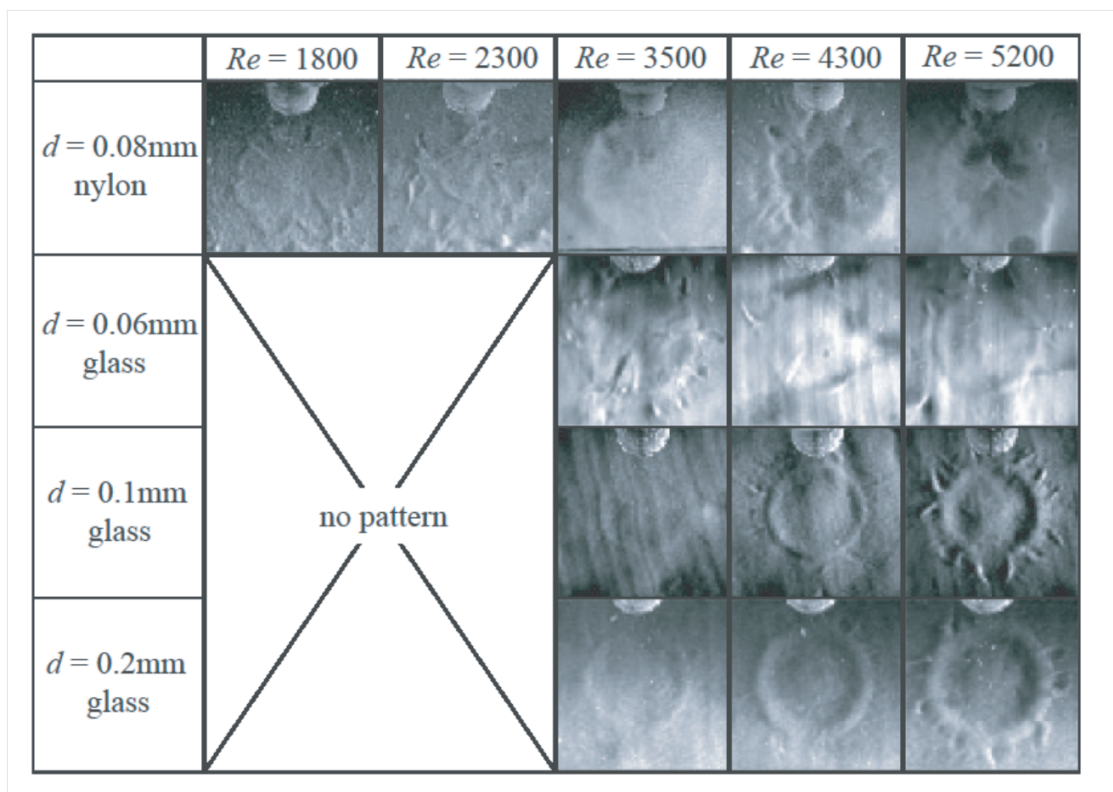 Re = 1800 Re = 2300 Re = 3500 Re = 4300 Re = 5200
d = 0.08mm
nylon
d = 0.06mm
glass
d = 0.1mm
glass
no pattern
d = 0.2mm
glass